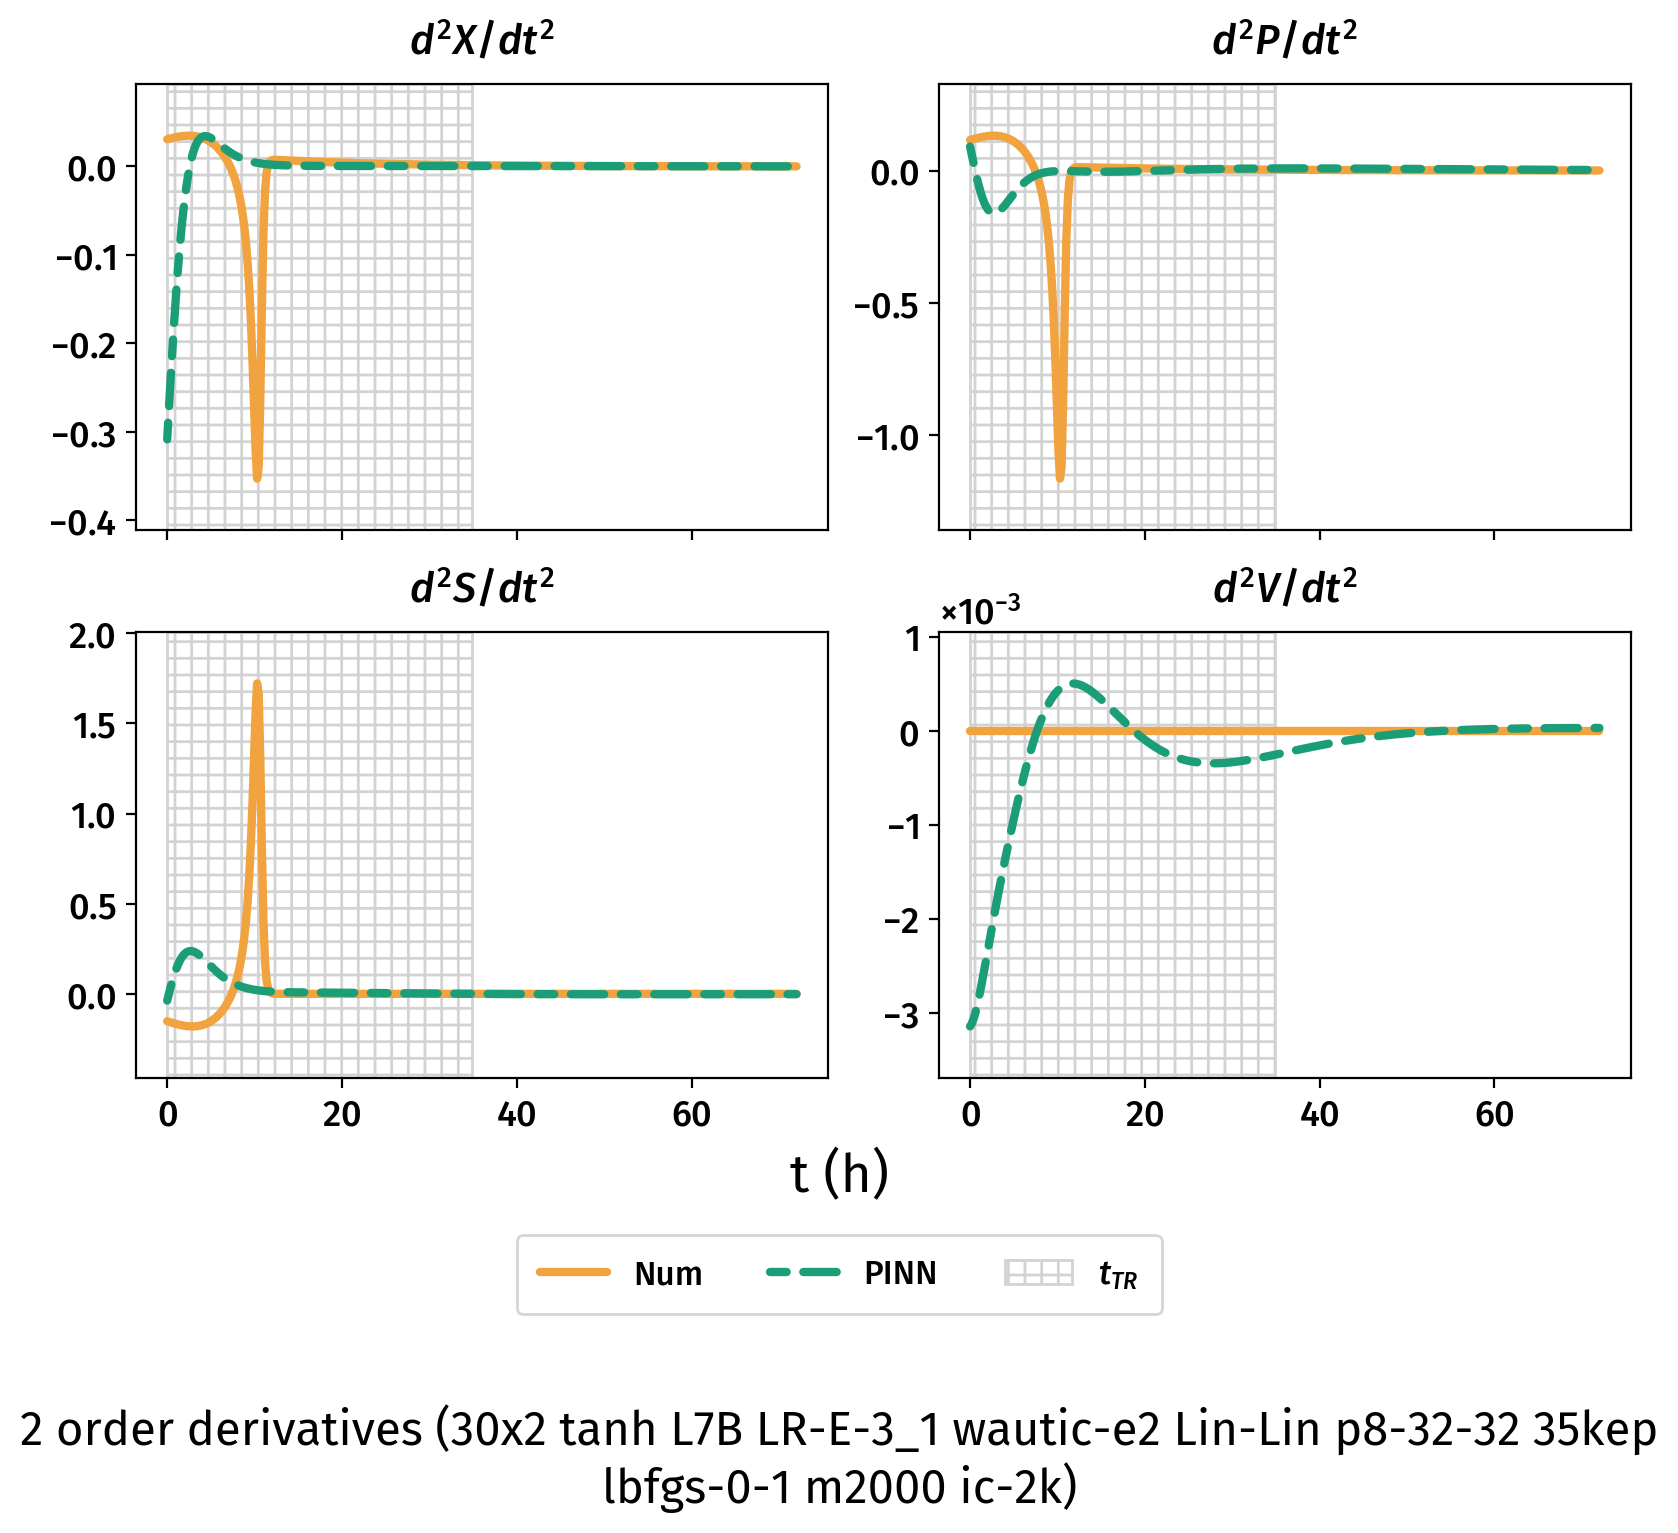 d²X/dt²
d²P/dt²
0.0
−0.1
−0.2
−0.3
−0.4
0.0
−0.5
−1.0
d²S/dt²
d²V/dt²
×10⁻³
2.0
1.5
1.0
0.5
0.0
1
0
−1
−2
−3
0 20 40 60
0 20 40 60
t (h)
Num PINN t_TR
2 order derivatives (30x2 tanh L7B LR-E-3_1 wautic-e2 Lin-Lin p8-32-32 35kep
lbfgs-0-1 m2000 ic-2k)